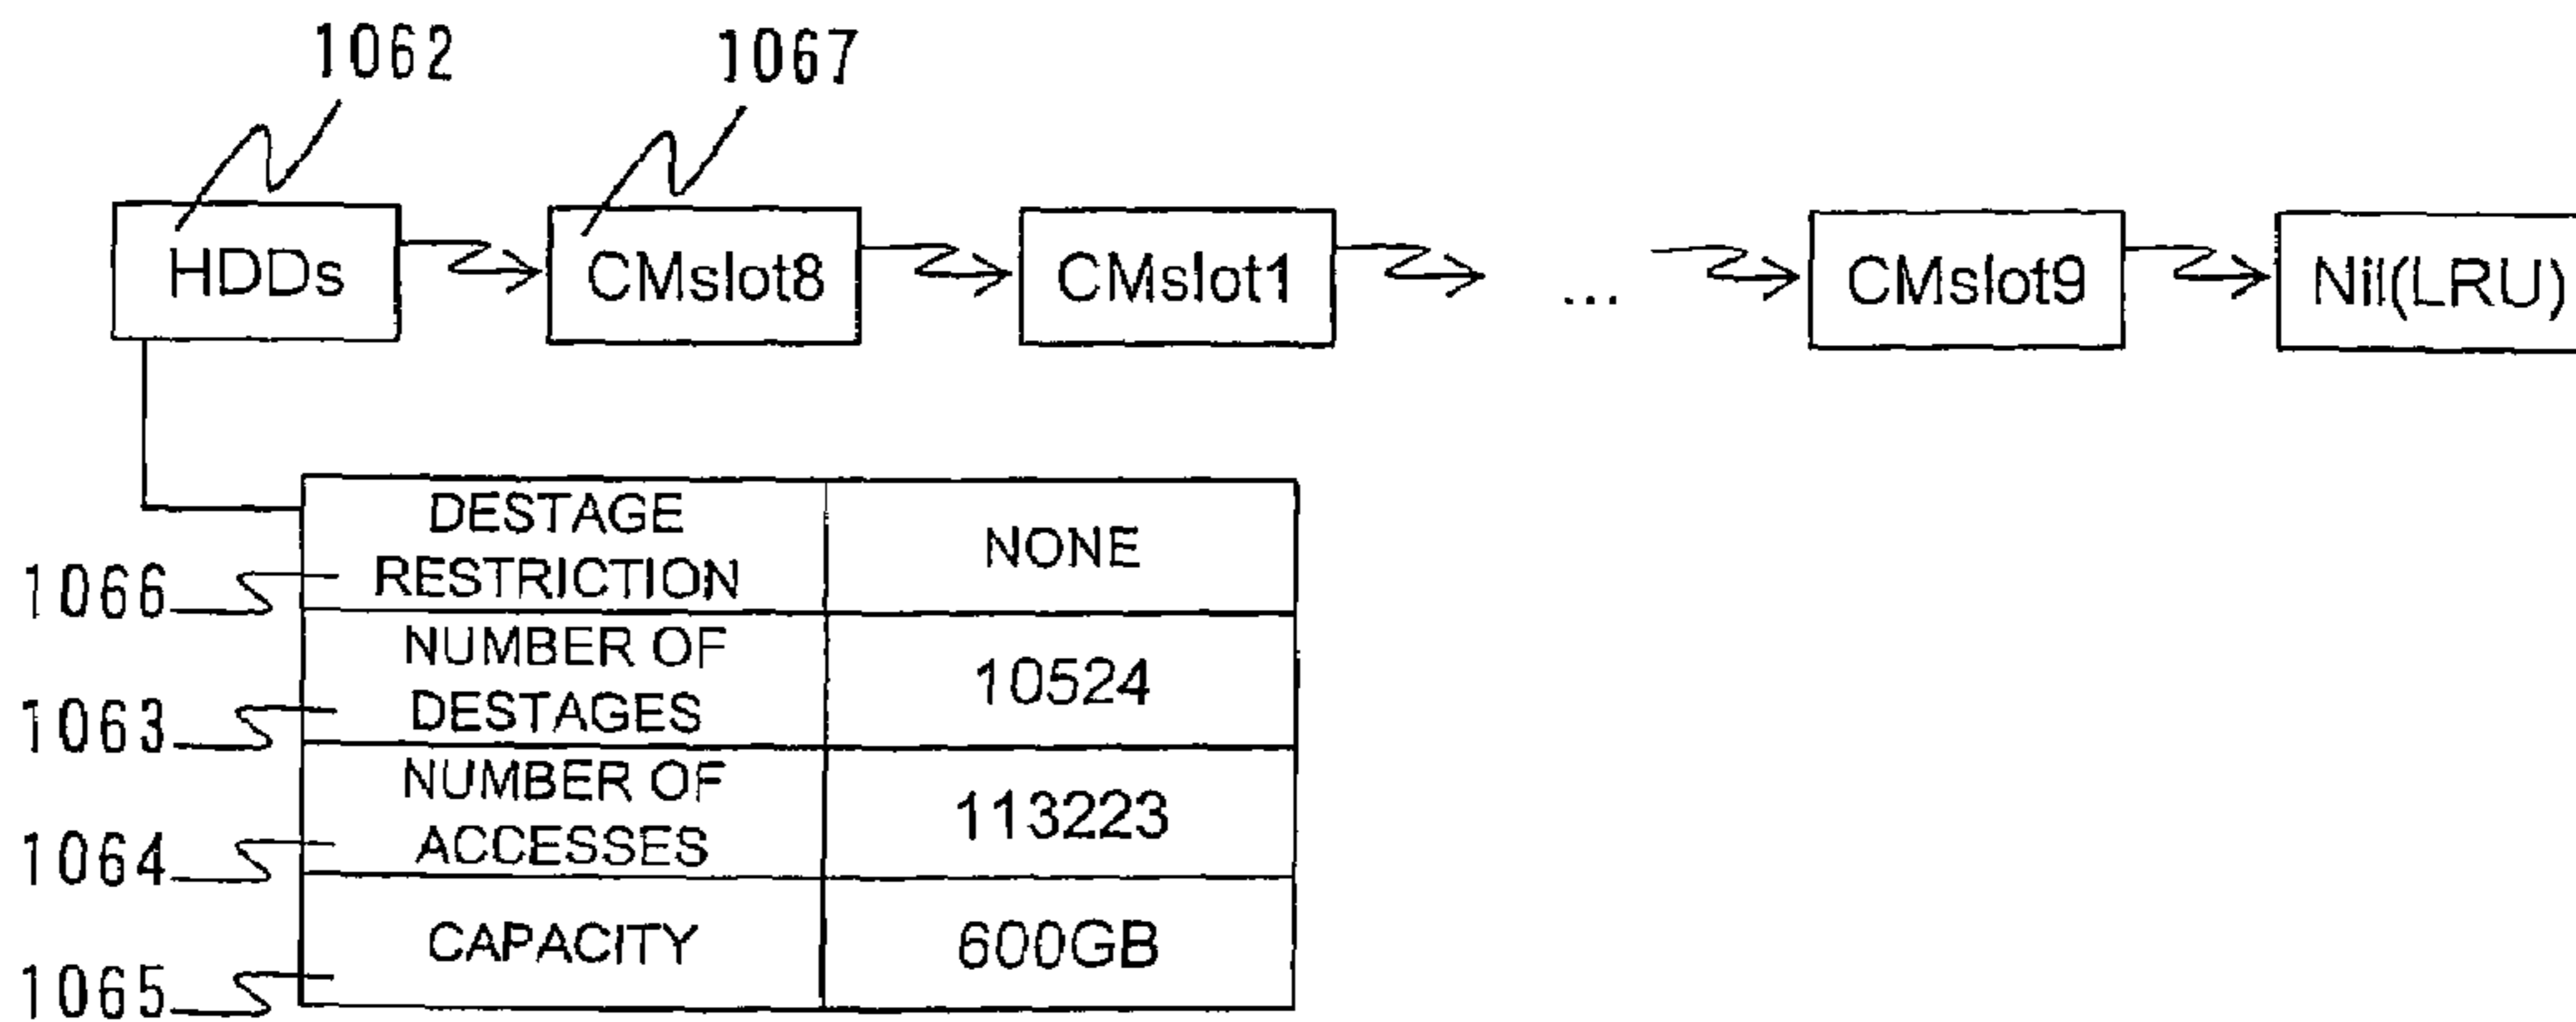 1062 1067
HDDs CMslot8 CMslot1 ... CMslot9 Nil(LRU)
DESTAGE
RESTRICTION
NONE
1066
NUMBER OF
DESTAGES
10524
1063
NUMBER OF
ACCESSES
113223
1064
CAPACITY
600GB
1065